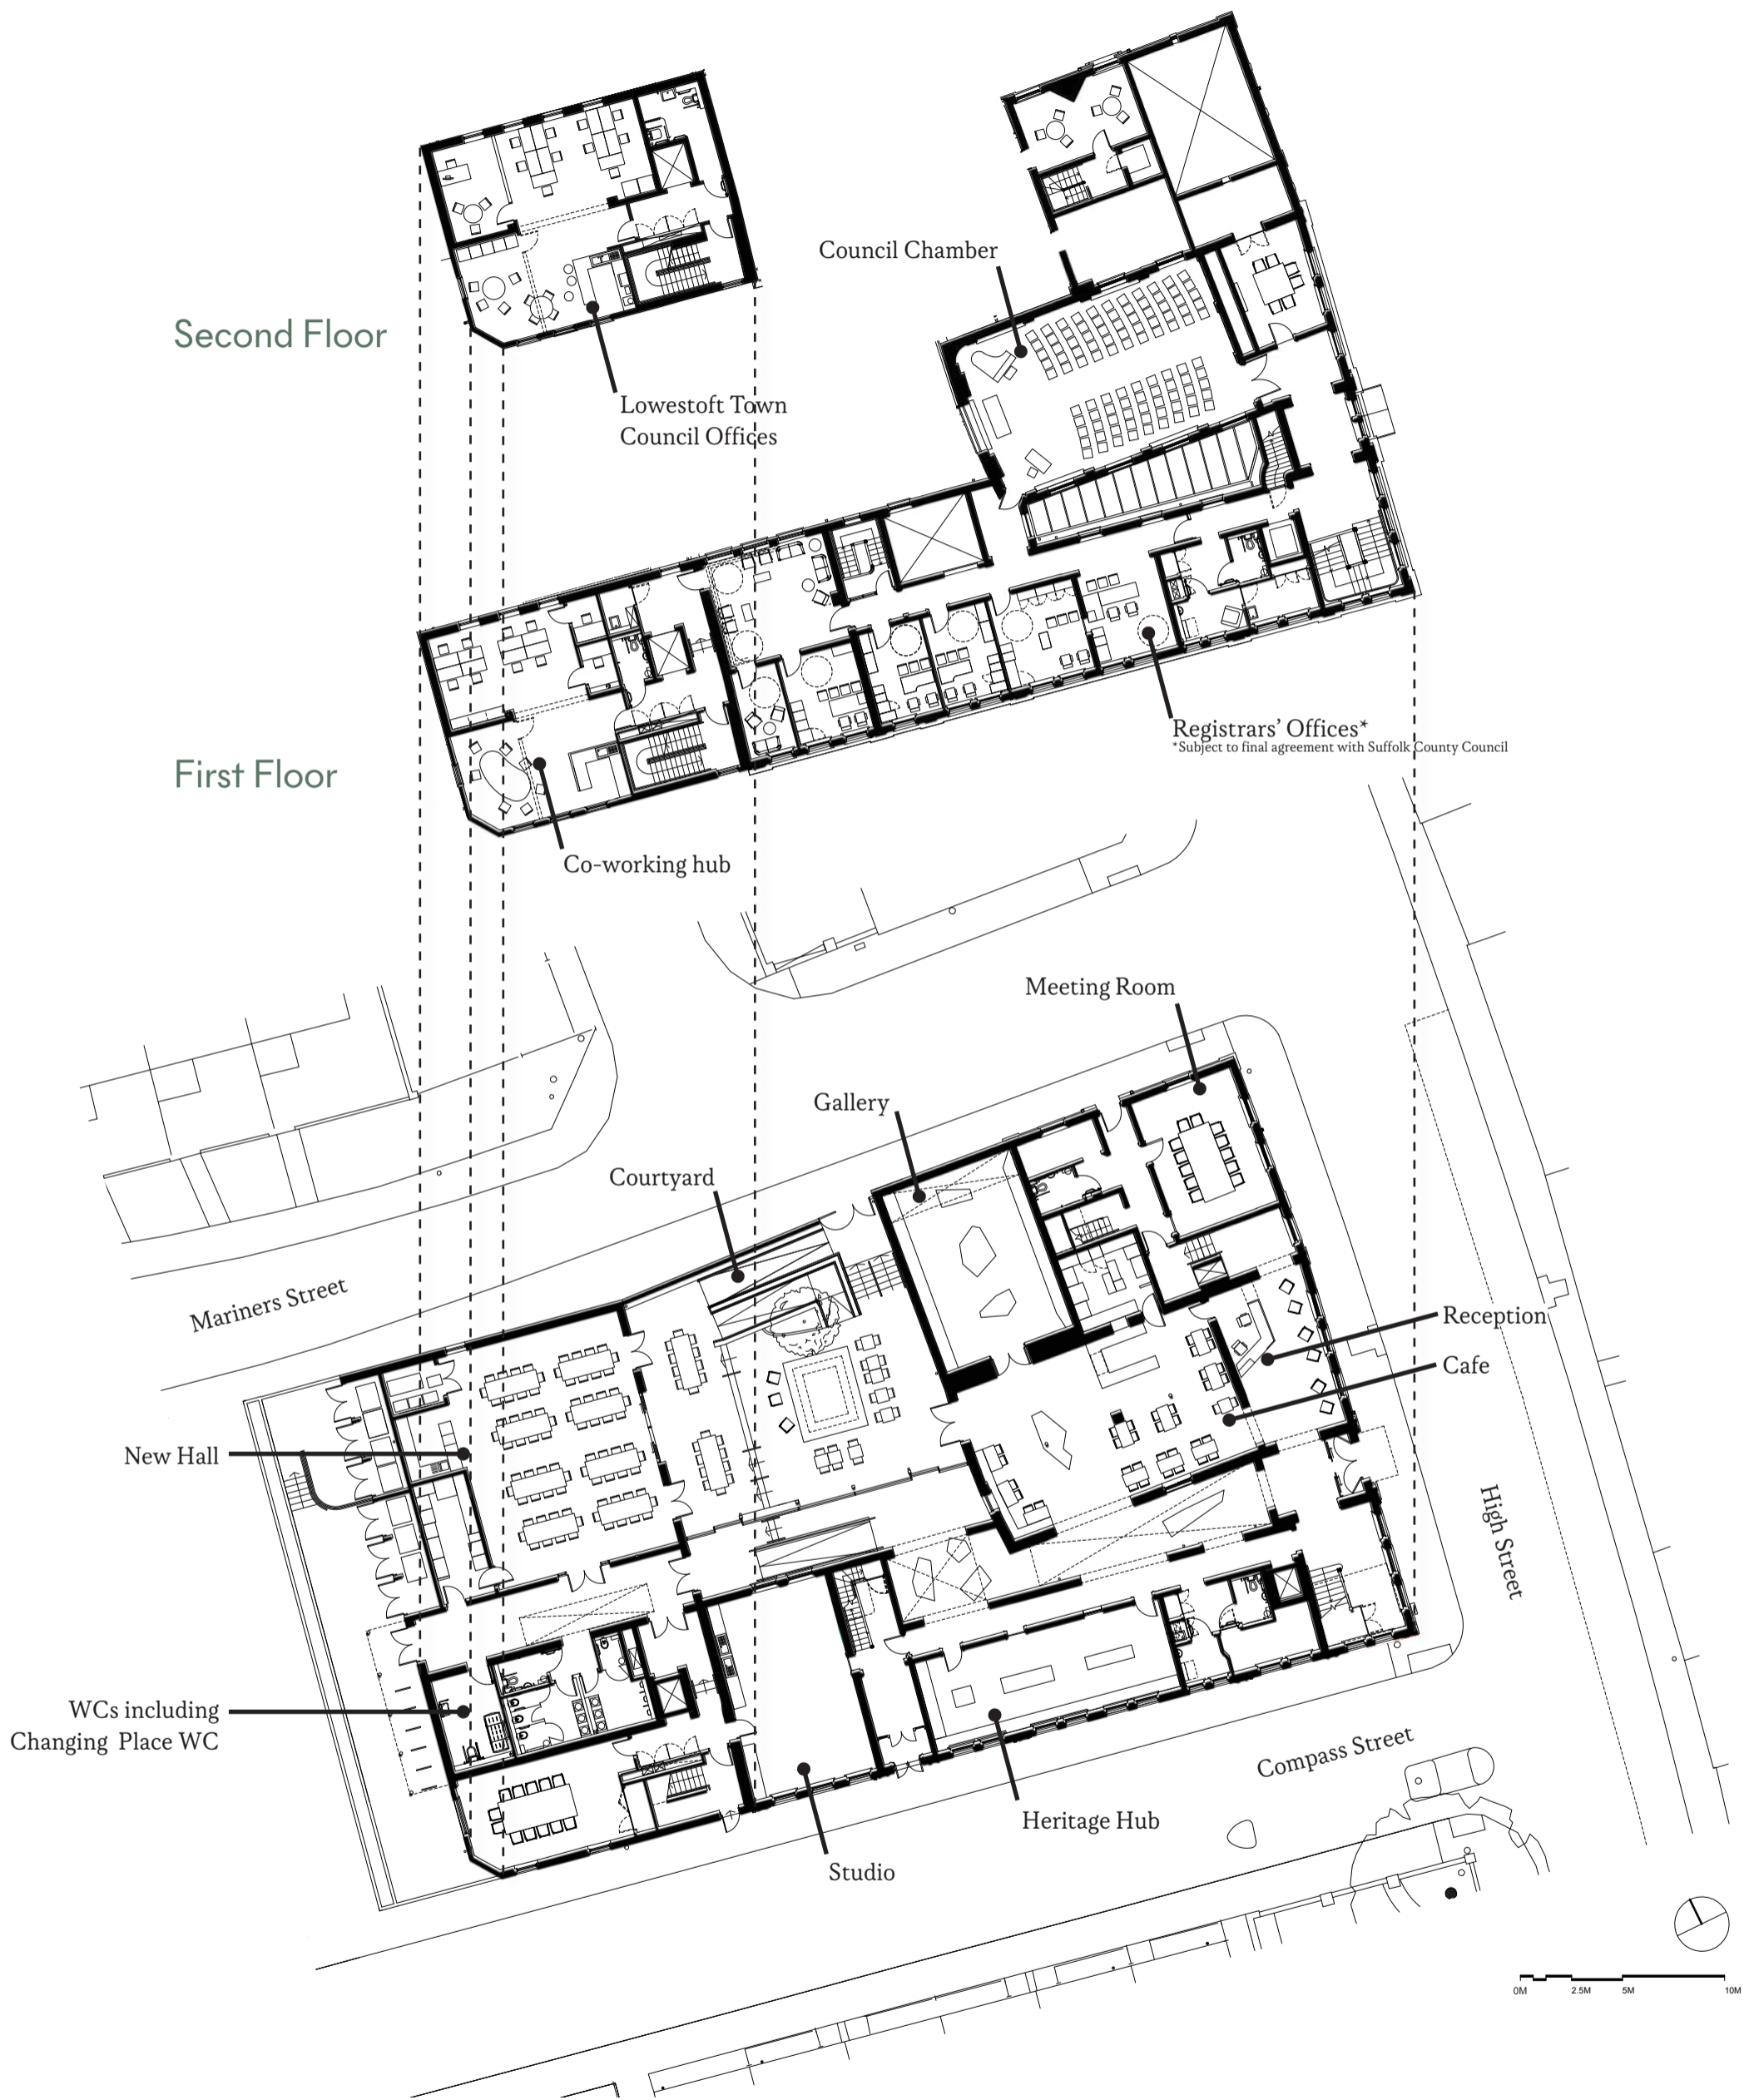 Council Chamber
Second Floor
Lowestoft Town
Council Offices
Registrars’ Offices*
*Subject to final agreement with Suffolk County Council
First Floor
Co-working hub
Meeting Room
Gallery
Courtyard
Mariners Street
Reception
Cafe
New Hall
High Street
WCs including
Changing Place WC
Compass Street
Heritage Hub
Studio
0M 2.5M 5M 10M